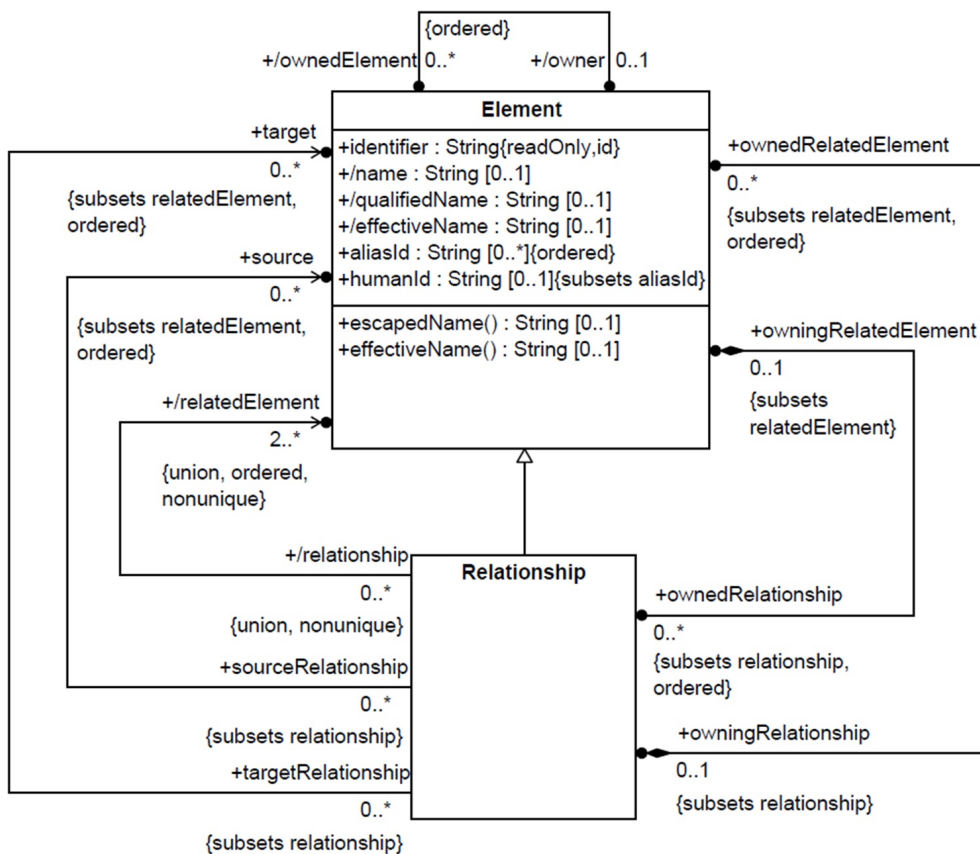 {ordered}
+/ownedElement 0..*
+/owner 0..1
Element
+identifier : String{readOnly,id}
+/name : String [0..1]
+/qualifiedName : String [0..1]
+/effectiveName : String [0..1]
+aliasId : String [0..*]{ordered}
+humanId : String [0..1]{subsets aliasId}
+escapedName() : String [0..1]
+effectiveName() : String [0..1]
+target
0..*
{subsets relatedElement,
ordered}
+source
0..*
{subsets relatedElement,
ordered}
+/relatedElement
2..*
{union, ordered,
nonunique}
+ownedRelatedElement
0..*
{subsets relatedElement,
ordered}
+owningRelatedElement
0..1
{subsets
relatedElement}
Relationship
+/relationship
0..*
{union, nonunique}
+sourceRelationship
0..*
{subsets relationship}
+targetRelationship
0..*
{subsets relationship}
+ownedRelationship
0..*
{subsets relationship,
ordered}
+owningRelationship
0..1
{subsets relationship}